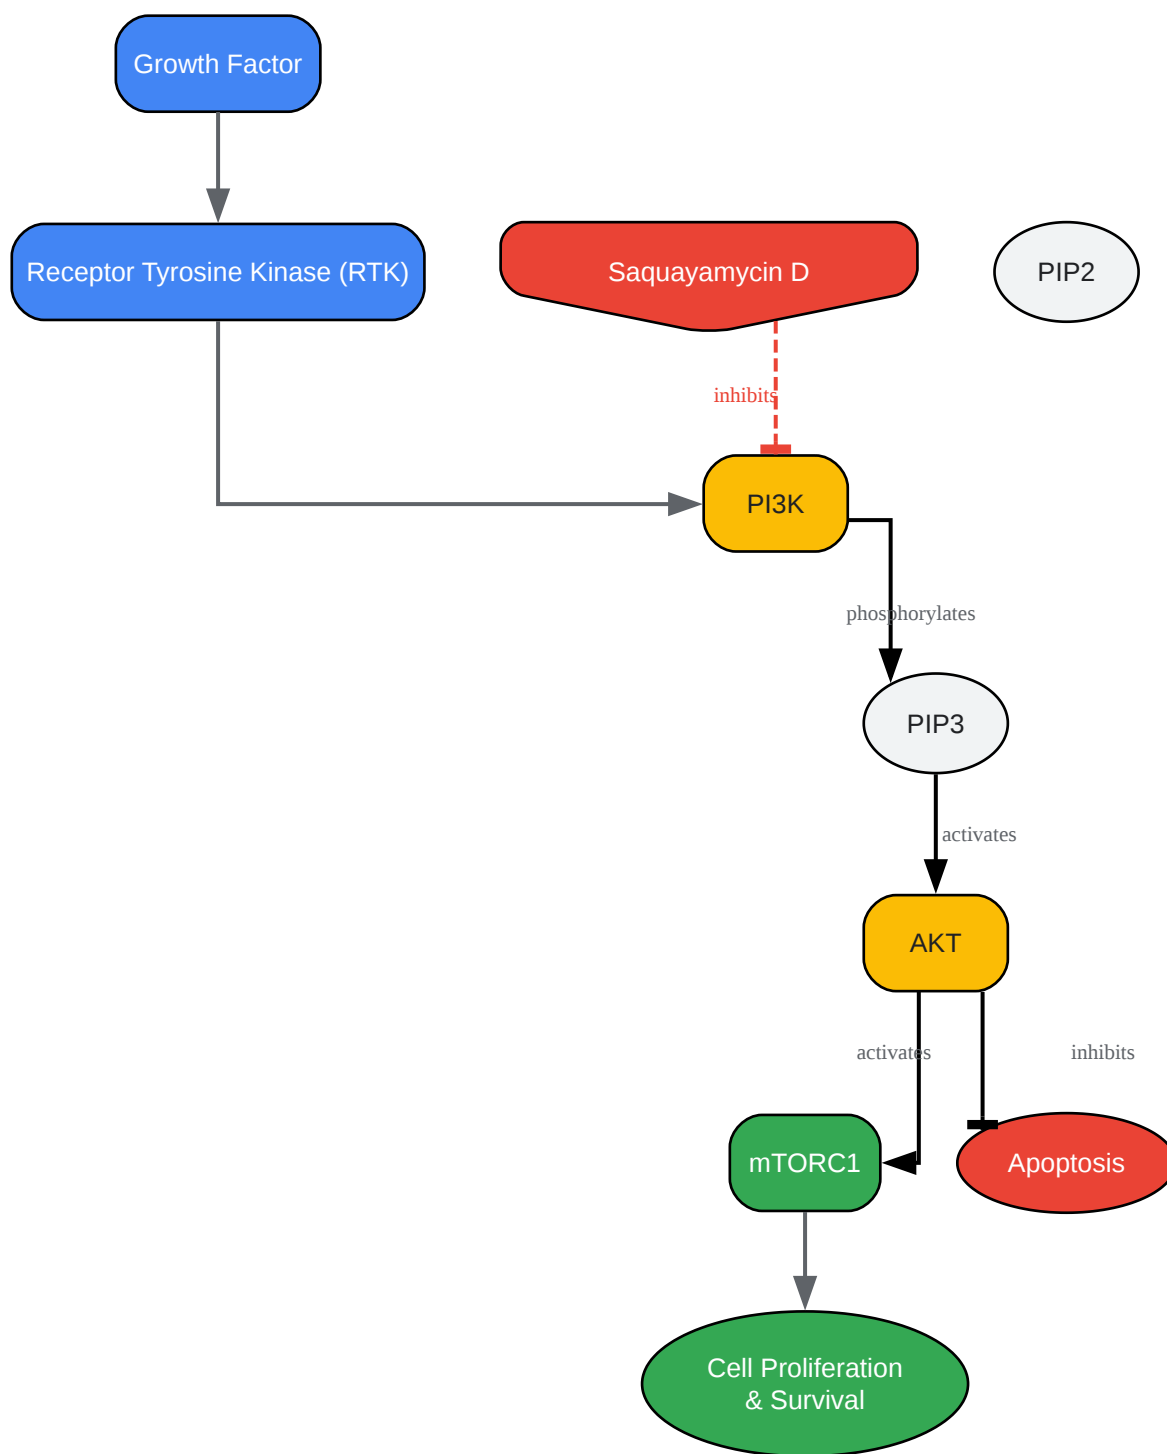 Growth Factor
Receptor Tyrosine Kinase (RTK)
Saquayamycin D
PIP2
inhibits
PI3K
phosphorylates
PIP3
activates
AKT
activates
inhibits
mTORC1
Apoptosis
Cell Proliferation
& Survival